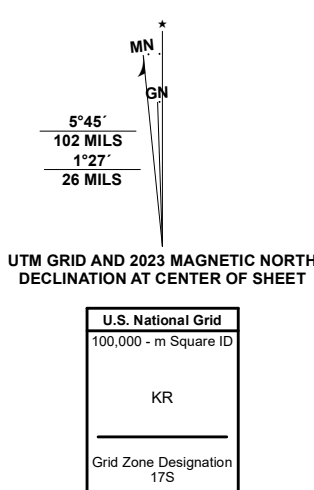 ★
MN
GN
5°45´
102 MILS
1°27´
26 MILS
UTM GRID AND 2023 MAGNETIC NORTH
DECLINATION AT CENTER OF SHEET
U.S. National Grid
100,000 - m Square ID
KR
Grid Zone Designation
17S